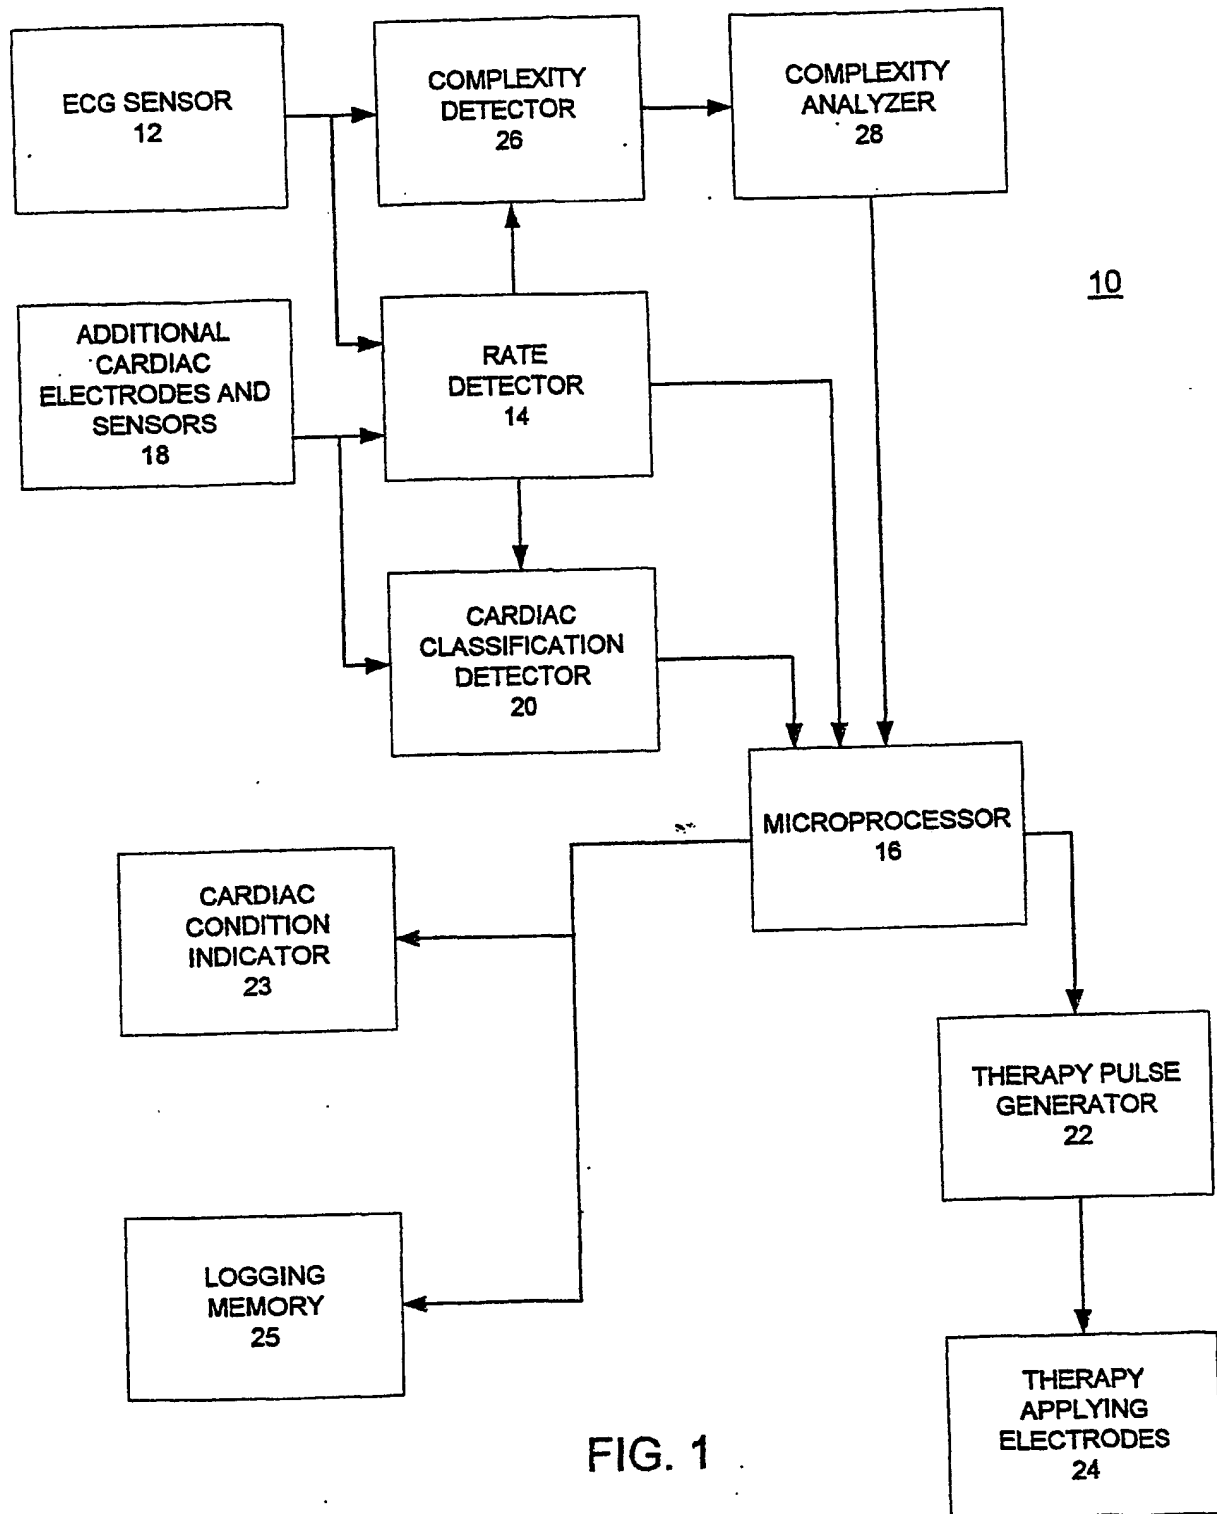 ECG SENSOR
12
COMPLEXITY
DETECTOR
26
COMPLEXITY
ANALYZER
28
10
ADDITIONAL
CARDIAC
ELECTRODES AND
SENSORS
18
RATE
DETECTOR
14
CARDIAC
CLASSIFICATION
DETECTOR
20
MICROPROCESSOR
16
CARDIAC
CONDITION
INDICATOR
23
THERAPY PULSE
GENERATOR
22
LOGGING
MEMORY
25
THERAPY
APPLYING
ELECTRODES
24
FIG. 1